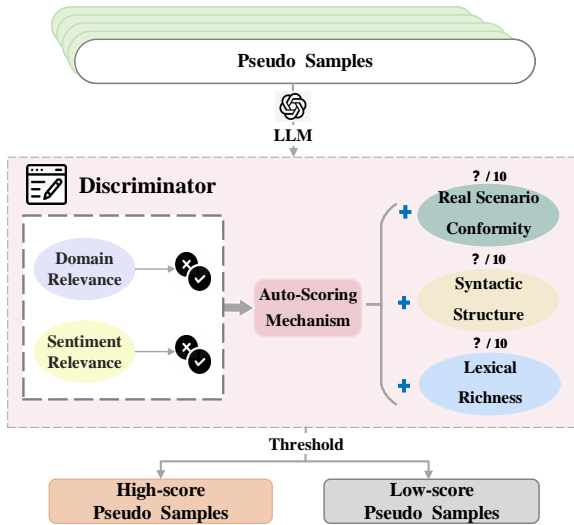 Pseudo Samples
LLM
Discriminator
Domain
Relevance
Sentiment
Relevance
Auto-Scoring
Mechanism
? / 10
Real Scenario
Conformity
? / 10
Syntactic
Structure
? / 10
Lexical
Richness
Threshold
High-score
Pseudo Samples
Low-score
Pseudo Samples